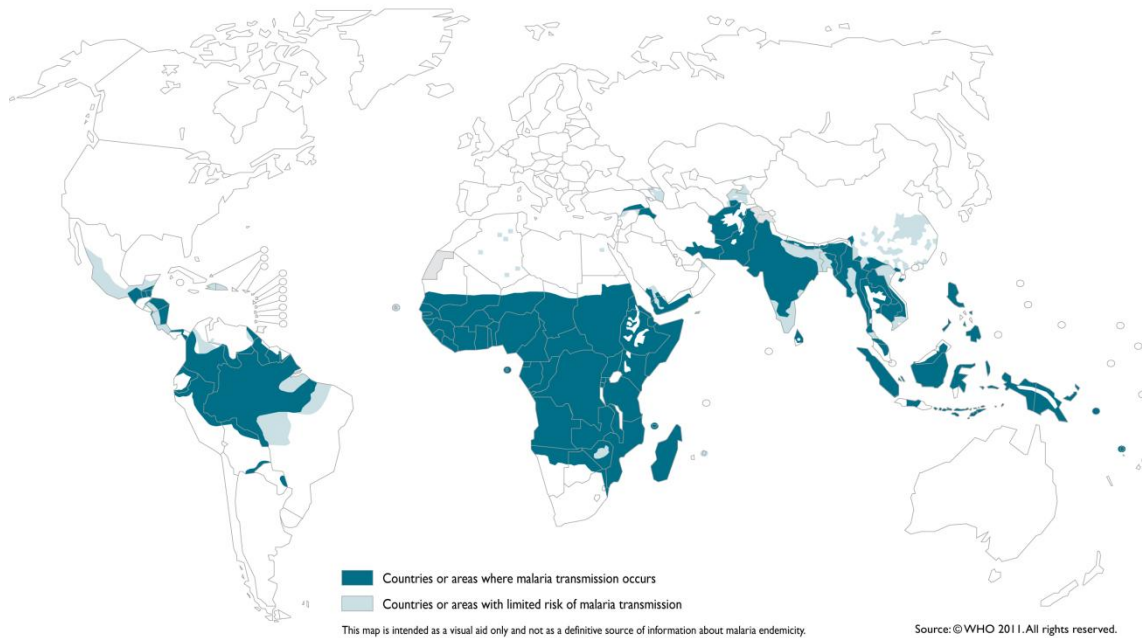 Countries or areas where malaria transmission occurs
Countries or areas with limited risk of malaria transmission
This map is intended as a visual aid only and not as a definitive source of information about malaria endemicity.
Source: © WHO 2011. All rights reserved.